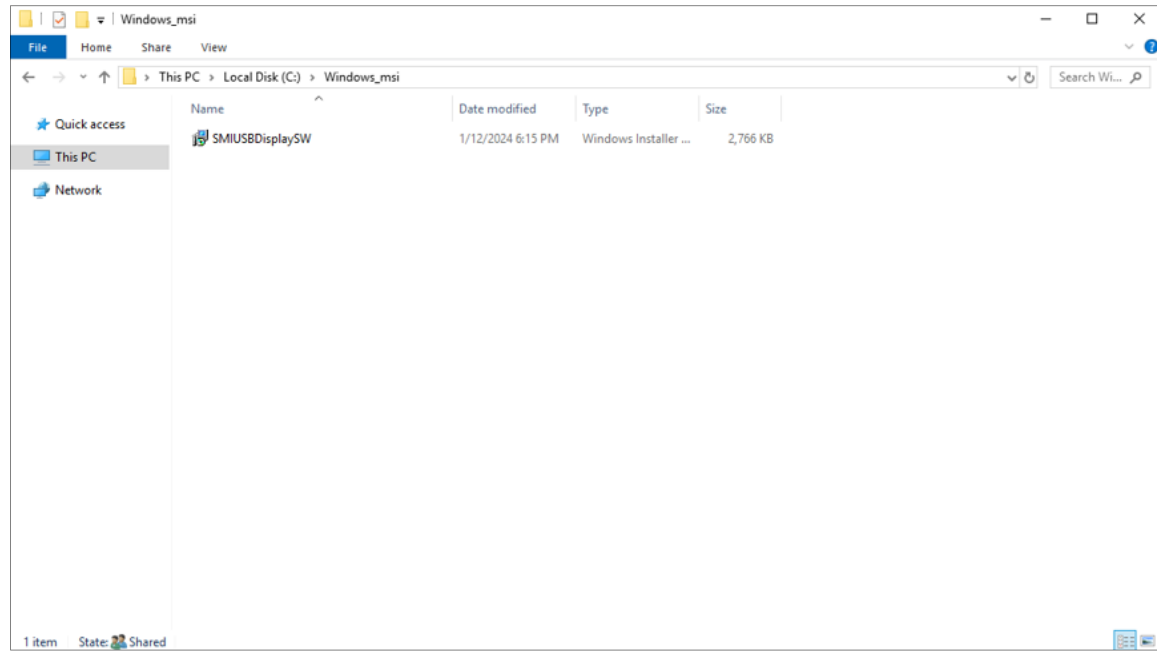 Windows_msi
File Home Share View
This PC > Local Disk (C:) > Windows_msi
Search Wi...
Name Date modified Type Size
Quick access
SMIUSBDisplaySW 1/12/2024 6:15 PM Windows Installer ... 2,766 KB
This PC
Network
1 item State: Shared